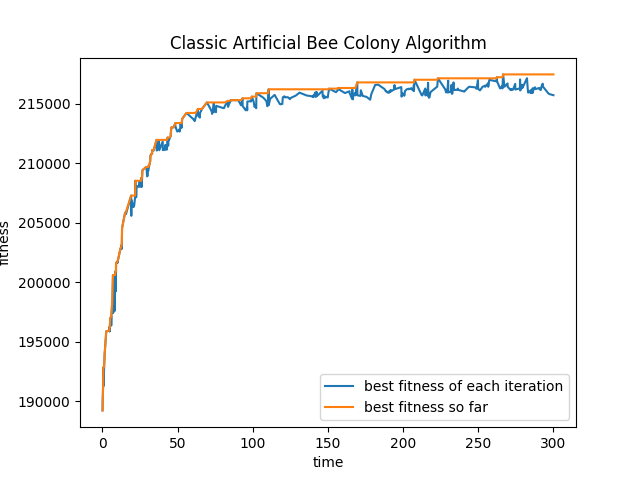 Classic Artificial Bee Colony Algorithm
215000
210000
205000
200000
195000
190000
fitness
0
50
100
150
200
250
300
time
best fitness of each iteration
best fitness so far